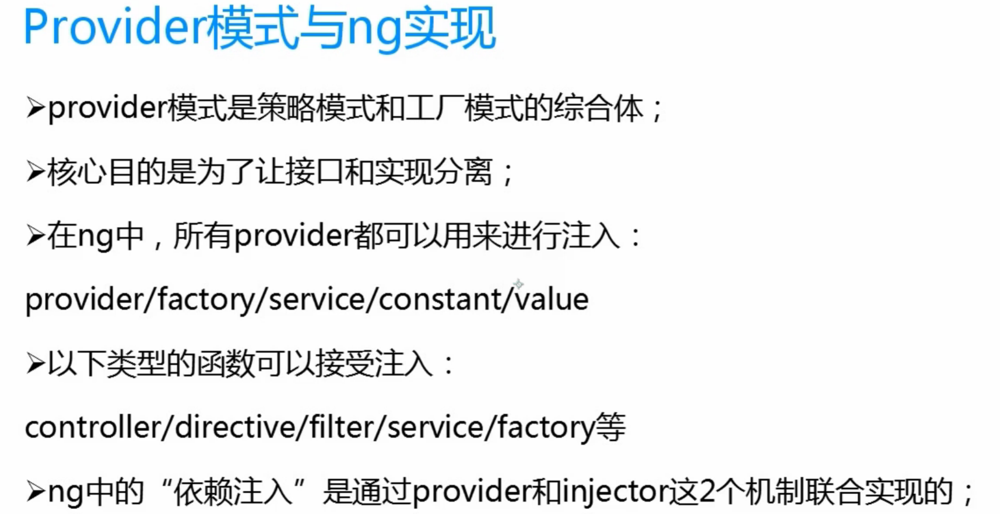 Provider模式与ng实现
➢provider模式是策略模式和工厂模式的综合体；
➢核心目的是为了让接口和实现分离；
➢在ng中，所有provider都可以用来进行注入：
provider/factory/service/constant/value
➢以下类型的函数可以接受注入：
controller/directive/filter/service/factory等
➢ng中的“依赖注入”是通过provider和injector这2个机制联合实现的；